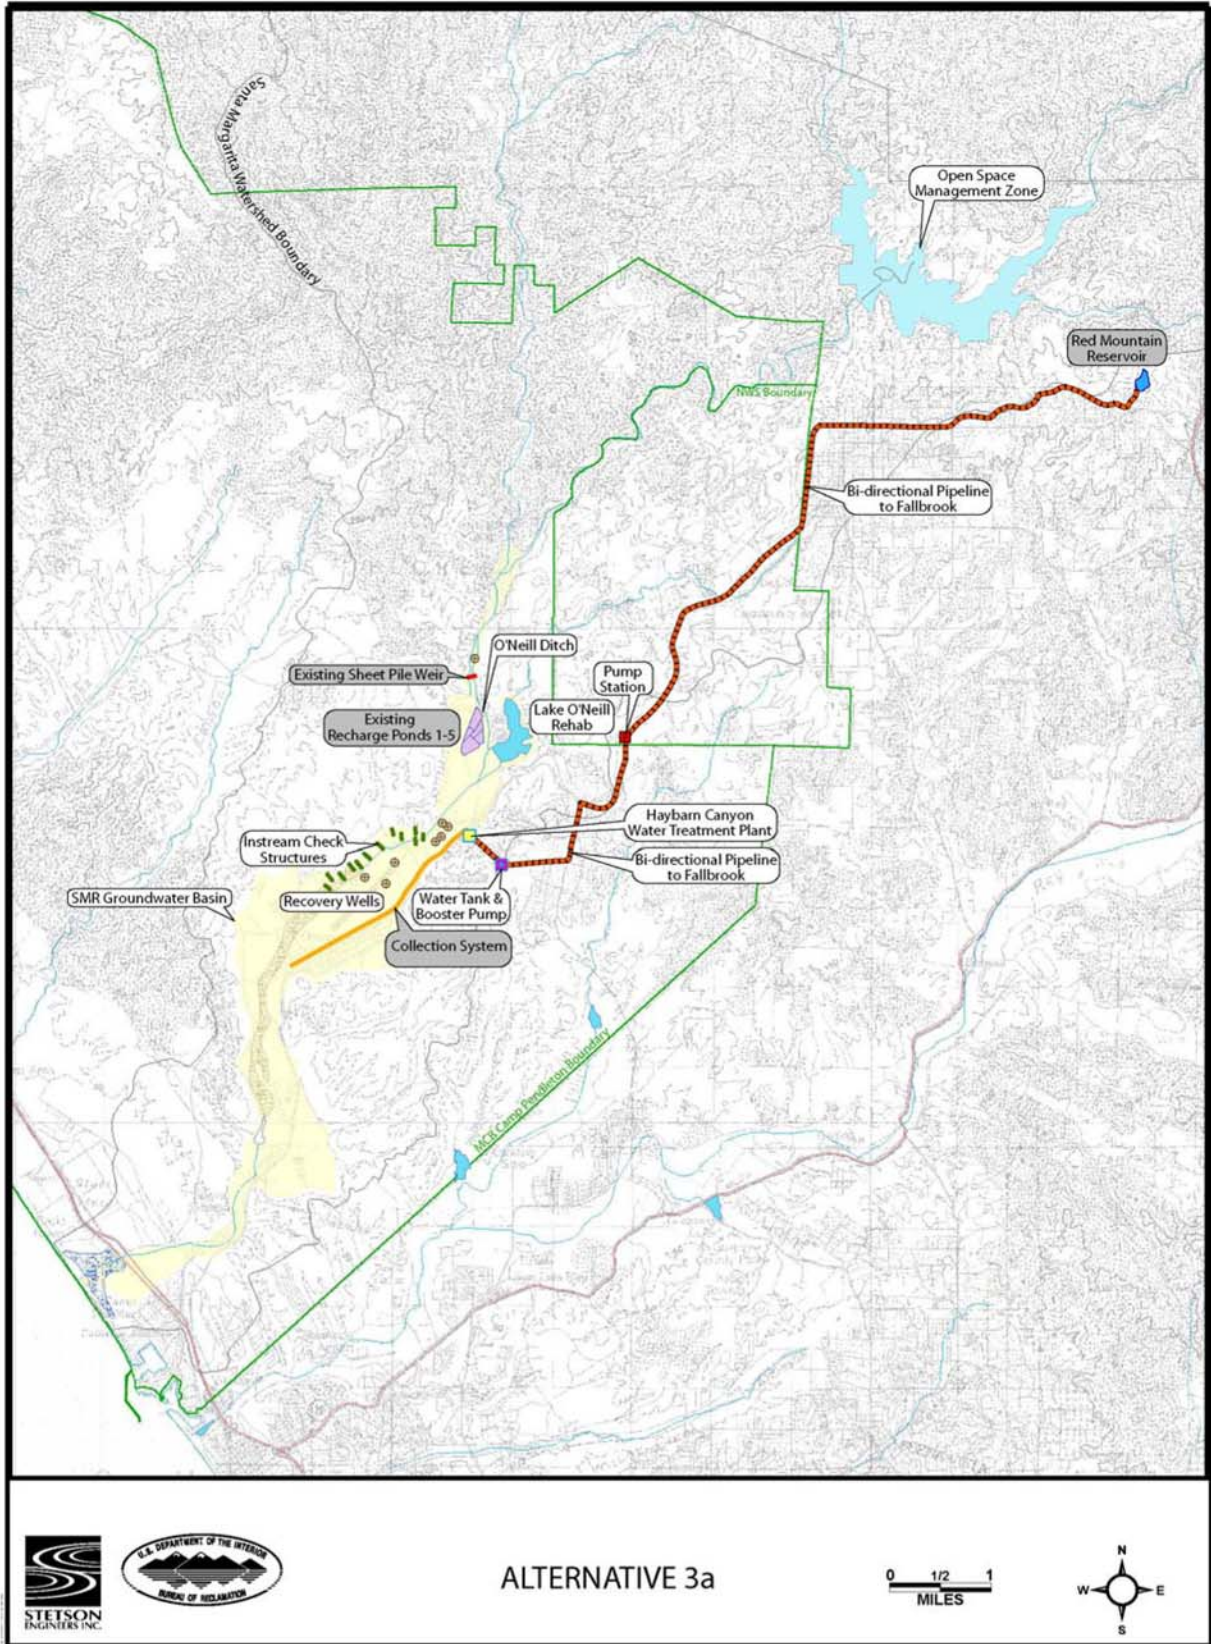 Santa Margarita Watershed Boundary
Open Space
Management Zone
Red Mountain
Reservoir
NWS Boundary
Bi-directional Pipeline
to Fallbrook
O'Neill Ditch
Existing Sheet Pile Weir
Pump
Station
Lake O'Neill
Rehab
Existing
Recharge Ponds 1-5
Haybarn Canyon
Water Treatment Plant
Instream Check
Structures
Bi-directional Pipeline
to Fallbrook
SMR Groundwater Basin
Recovery Wells
Water Tank &
Booster Pump
Collection System
MCB Camp Pendleton Boundary
STETSON
ENGINEERS INC.
U.S. DEPARTMENT OF THE INTERIOR
BUREAU OF RECLAMATION
ALTERNATIVE 3a
0 1/2 1
MILES
N
W E
S